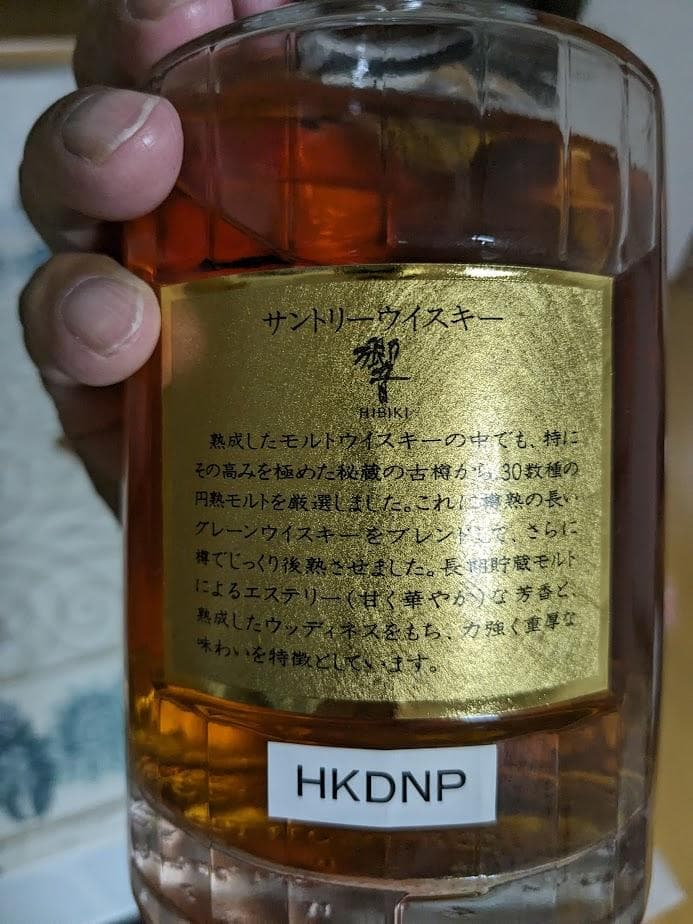 サントリーウイスキー
響
HIBIKI
熟成したモルトウイスキーの中でも、特に
その高みを極めた秘蔵の古樽から30数種の
円熟モルトを厳選しました。これに樽熟の長い
グレーンウイスキーをブレンドして、さらに
樽でじっくり後熟させました。長期貯蔵モルト
によるエステリー(甘く華やか)な芳香と、
熟成したウッディネスをもち、力強く重厚な
味わいを特徴としています。
HKDNP